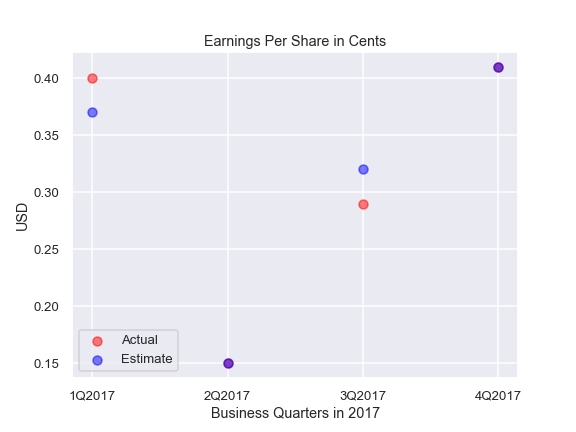 Earnings Per Share in Cents
0.40
0.35
0.30
0.25
0.20
0.15
USD
Actual
Estimate
1Q2017 2Q2017 3Q2017 4Q2017
Business Quarters in 2017